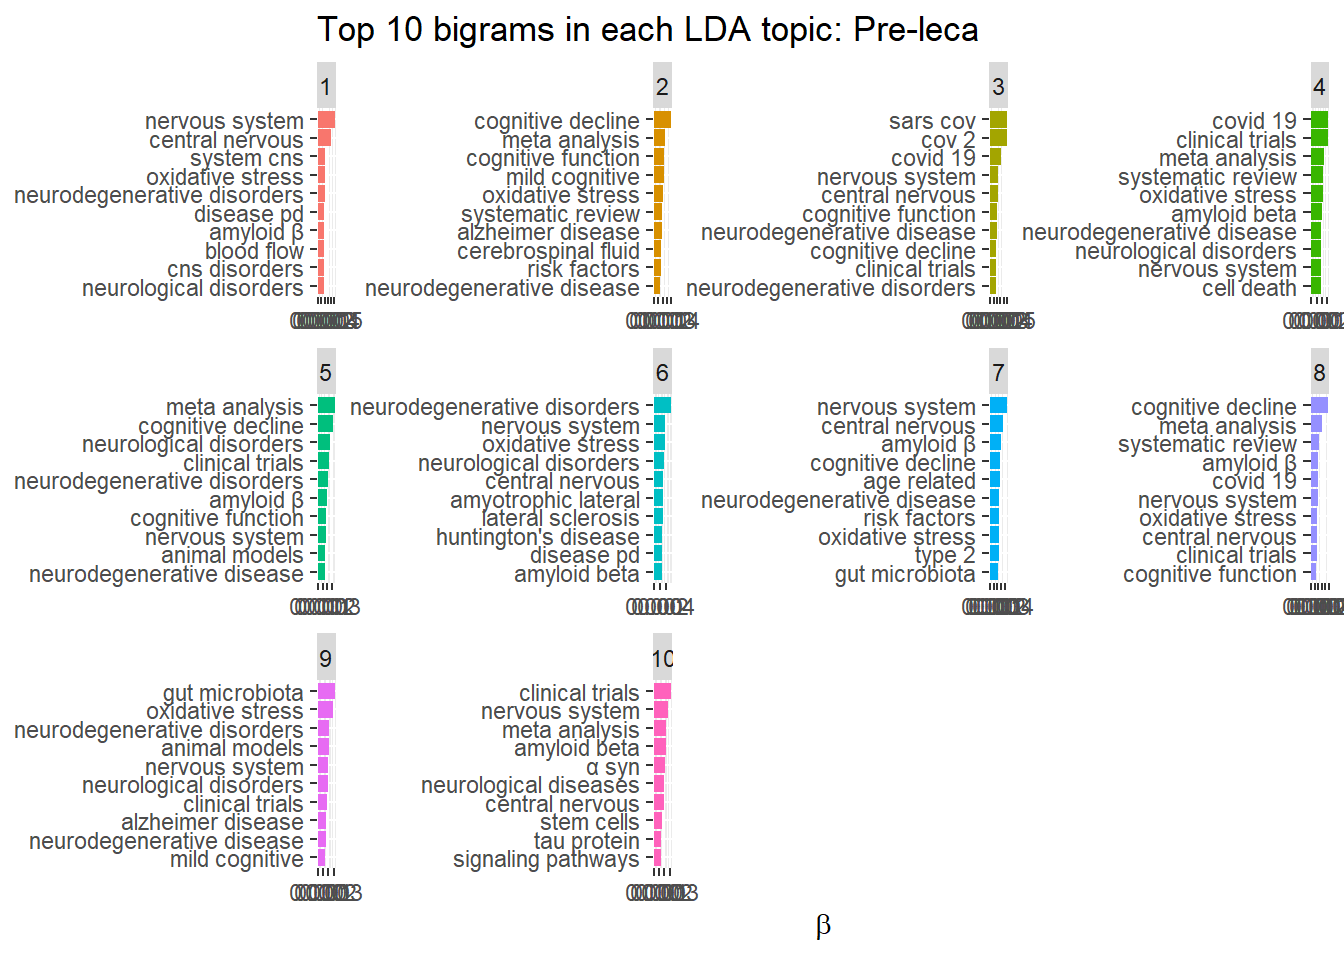 Top 10 bigrams in each LDA topic: Pre-leca
1
nervous system
central nervous
system cns
oxidative stress
neurodegenerative disorders
disease pd
amyloid β
blood flow
cns disorders
neurological disorders
2
cognitive decline
meta analysis
cognitive function
mild cognitive
oxidative stress
systematic review
alzheimer disease
cerebrospinal fluid
risk factors
neurodegenerative disease
3
sars cov
cov 2
covid 19
nervous system
central nervous
cognitive function
neurodegenerative disease
cognitive decline
clinical trials
neurodegenerative disorders
4
covid 19
clinical trials
meta analysis
systematic review
oxidative stress
amyloid beta
neurodegenerative disease
neurological disorders
nervous system
cell death
5
meta analysis
cognitive decline
neurological disorders
clinical trials
neurodegenerative disorders
amyloid β
cognitive function
nervous system
animal models
neurodegenerative disease
6
neurodegenerative disorders
nervous system
oxidative stress
neurological disorders
central nervous
amyotrophic lateral
lateral sclerosis
huntington's disease
disease pd
amyloid beta
7
nervous system
central nervous
amyloid β
cognitive decline
age related
neurodegenerative disease
risk factors
oxidative stress
type 2
gut microbiota
8
cognitive decline
meta analysis
systematic review
amyloid β
covid 19
nervous system
oxidative stress
central nervous
clinical trials
cognitive function
9
gut microbiota
oxidative stress
neurodegenerative disorders
animal models
nervous system
neurological disorders
clinical trials
alzheimer disease
neurodegenerative disease
mild cognitive
10
clinical trials
nervous system
meta analysis
amyloid beta
α syn
neurological diseases
central nervous
stem cells
tau protein
signaling pathways
β